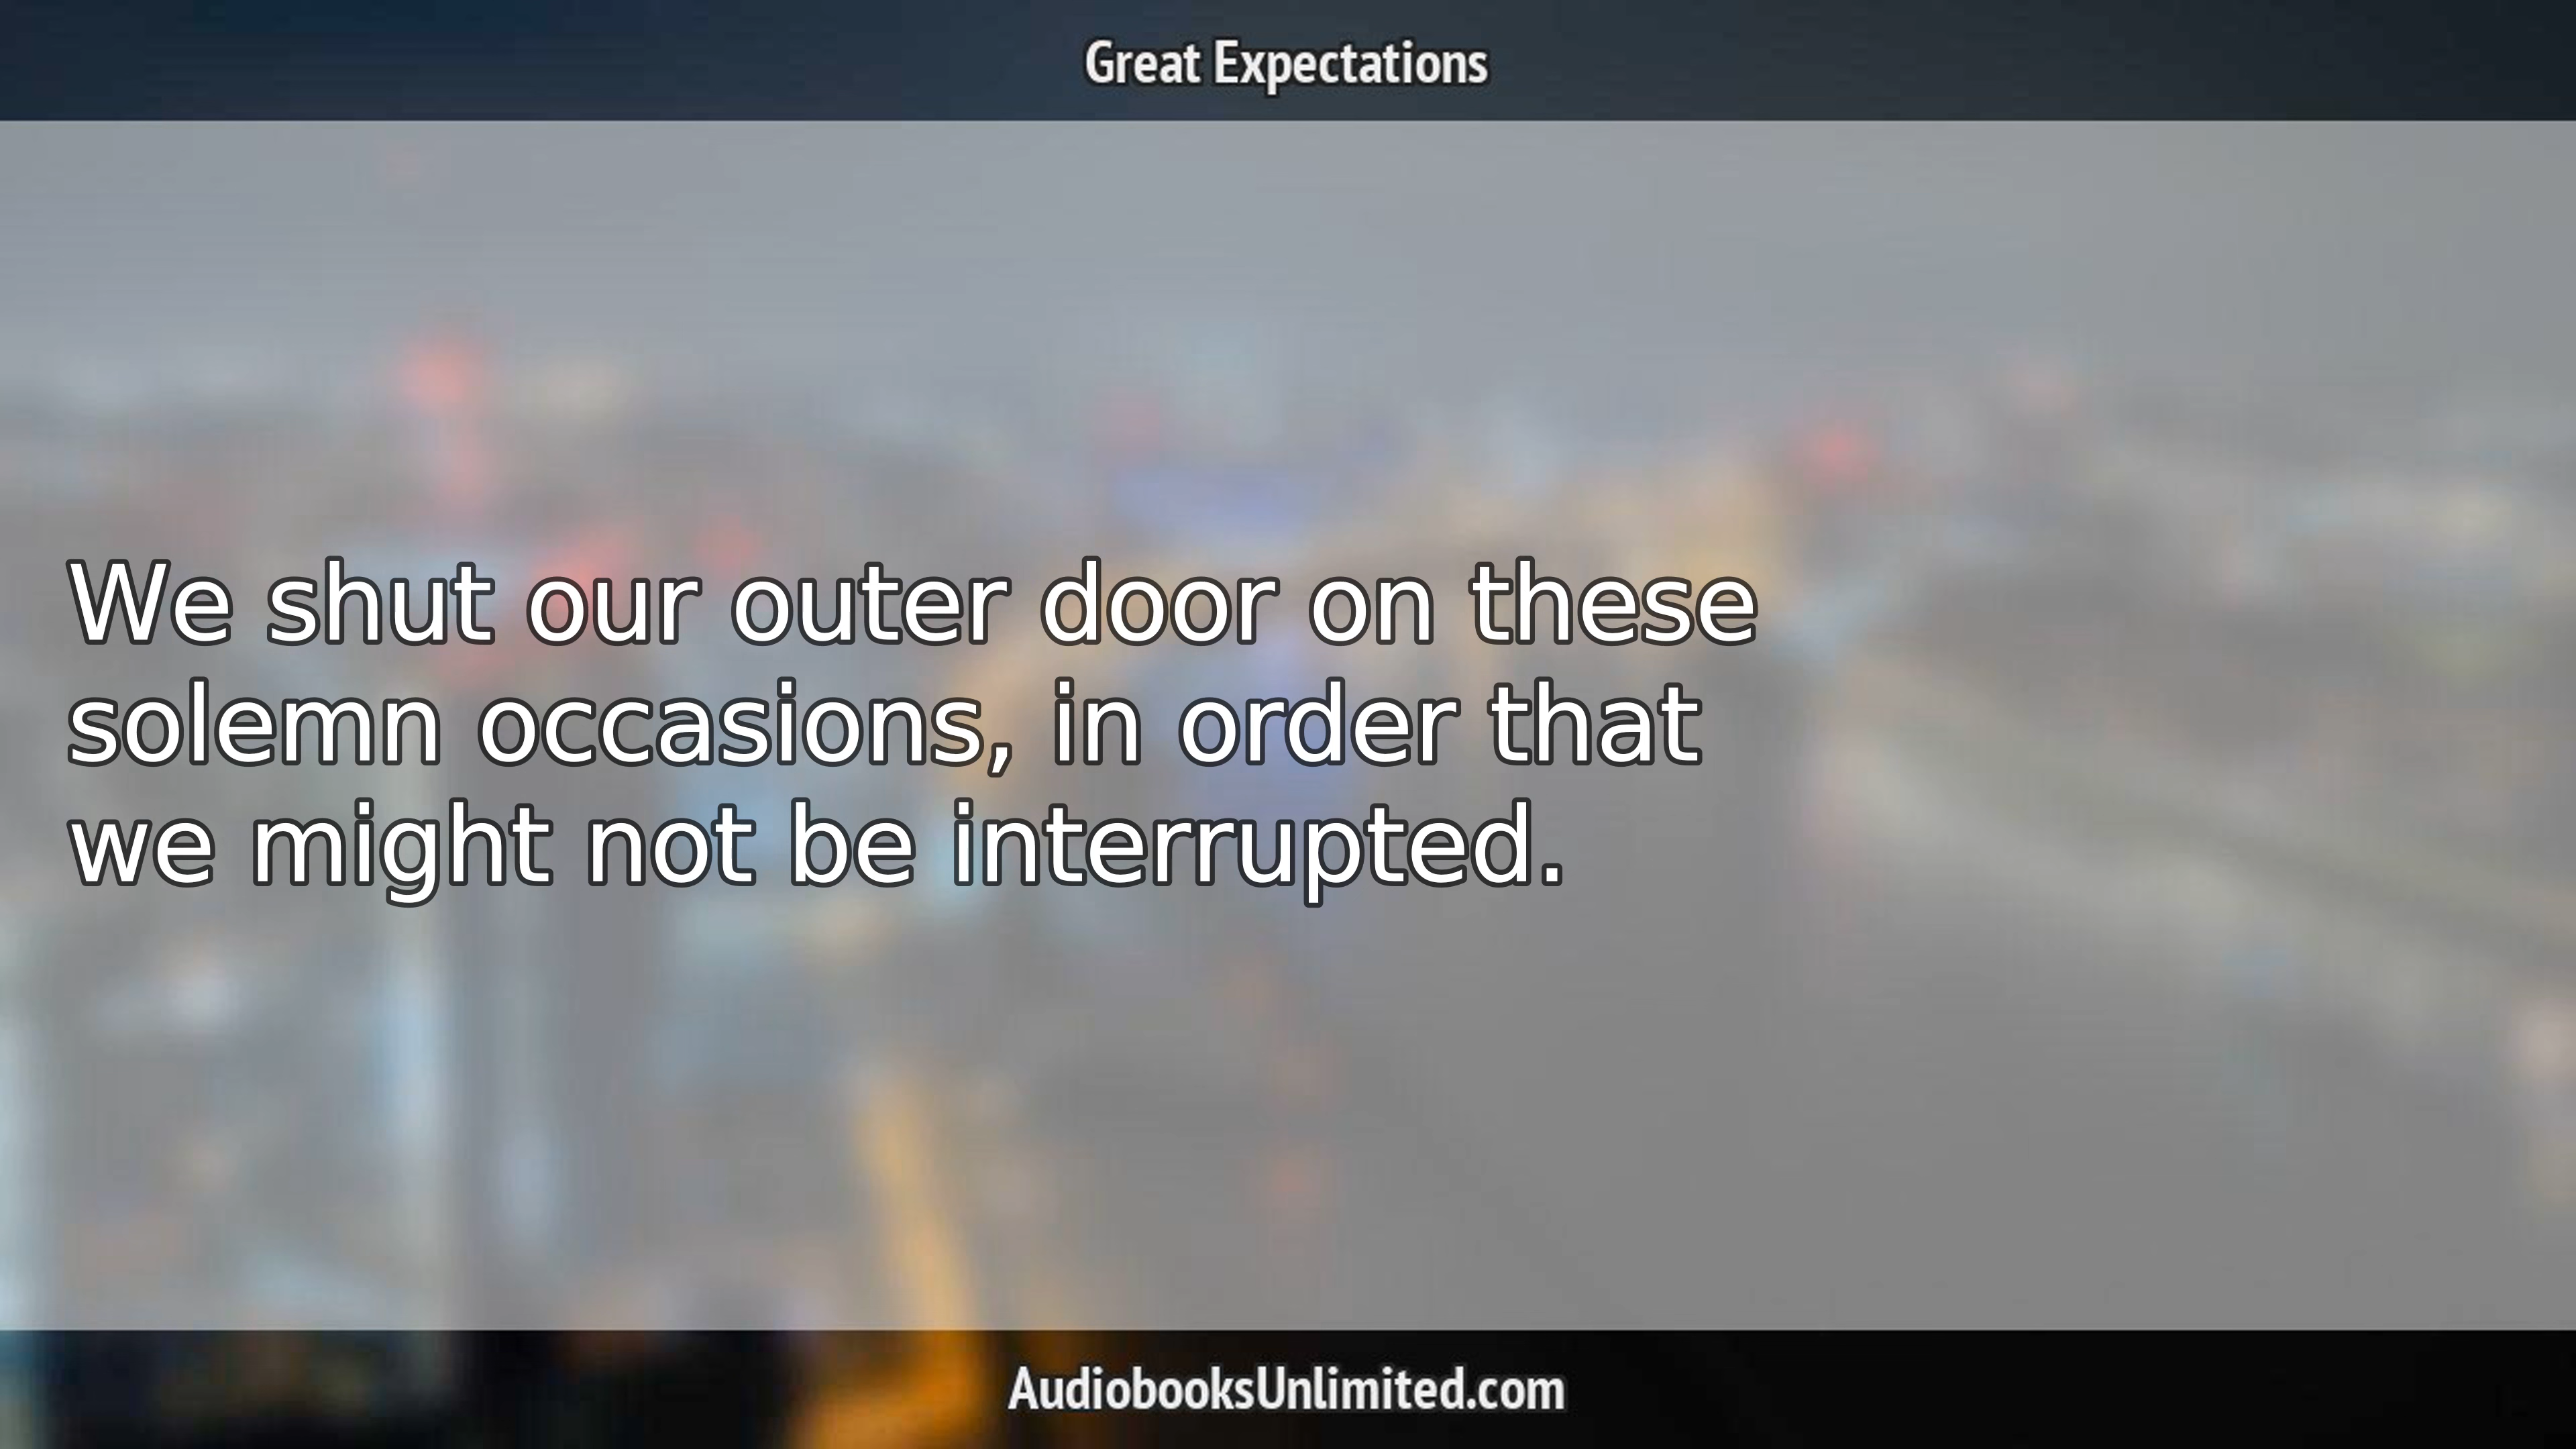 Great Expectations
We shut our outer door on these
solemn occasions, in order that
we might not be interrupted.
AudiobooksUnlimited.com